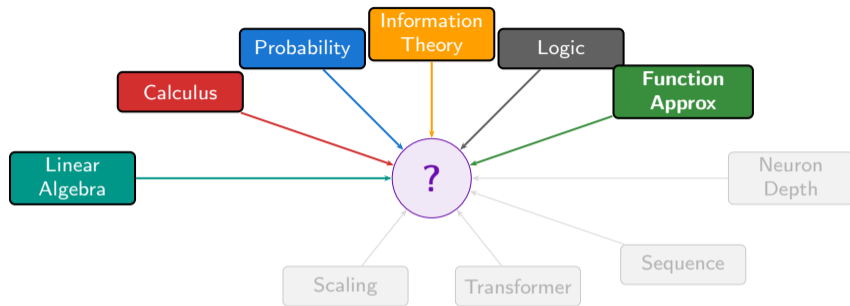 Information
Theory
Probability
Logic
Function
Approx
Calculus
Linear
Algebra
?
Neuron
Depth
Sequence
Scaling
Transformer